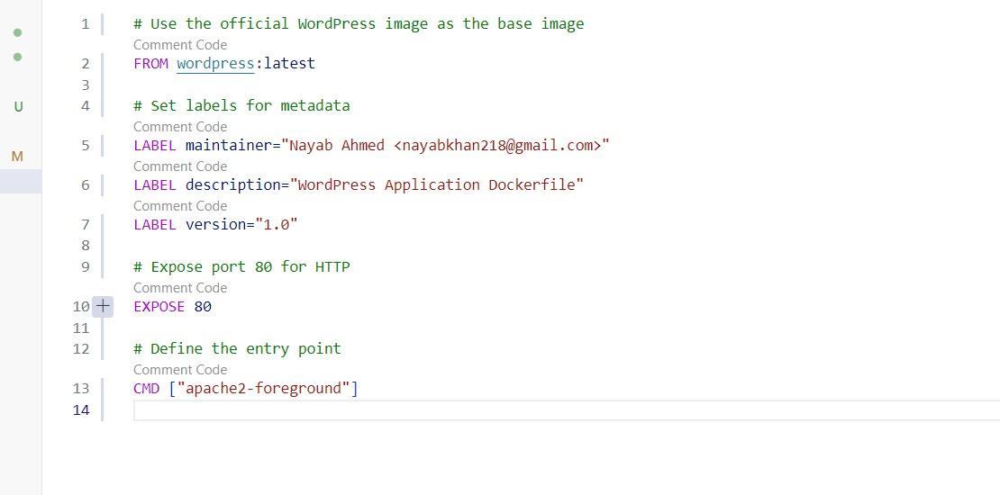 1 # Use the official WordPress image as the base image
Comment Code
2 FROM wordpress:latest
3
4 # Set labels for metadata
Comment Code
5 LABEL maintainer="Nayab Ahmed <nayabkhan218@gmail.com>"
Comment Code
6 LABEL description="WordPress Application Dockerfile"
Comment Code
7 LABEL version="1.0"
8
9 # Expose port 80 for HTTP
Comment Code
10 + EXPOSE 80
11
12 # Define the entry point
Comment Code
13 CMD ["apache2-foreground"]
14
U
M